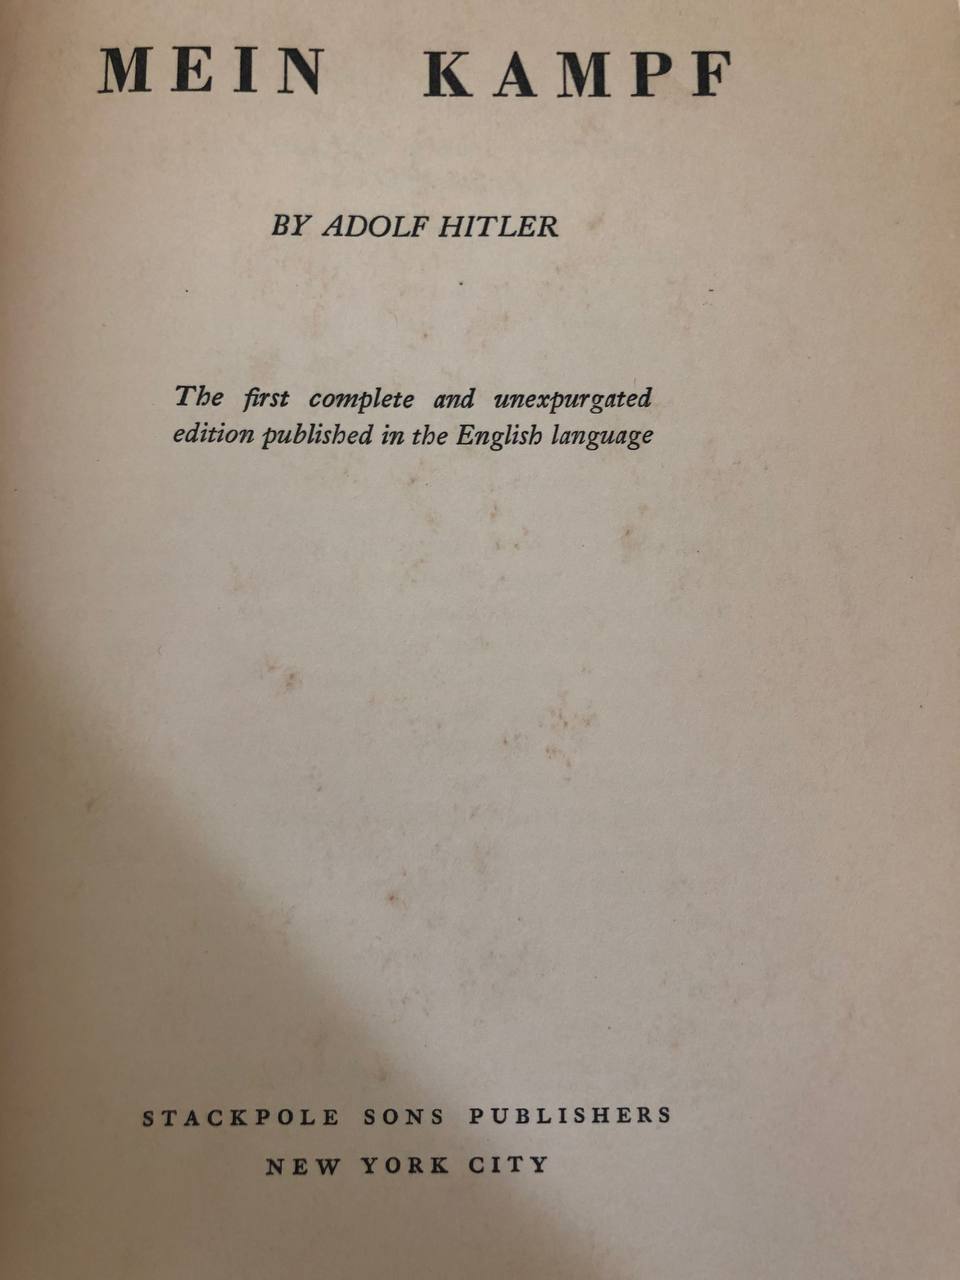 MEIN KAMPF
BY ADOLF HITLER
The first complete and unexpurgated
edition published in the English language
STACKPOLE SONS PUBLISHERS
NEW YORK CITY